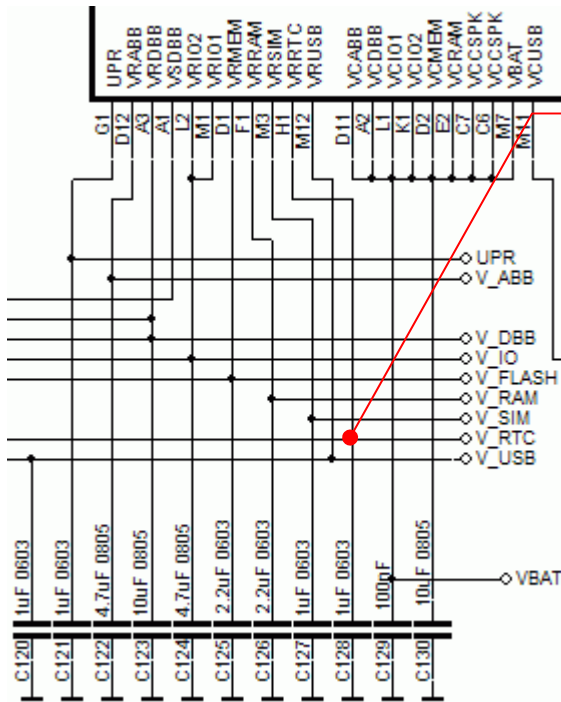 UPR
VRABB
VRDBB
VSDBB
VRIO2
VRIO1
VRMEM
VRRAM
VRSIM
VRRTC
VRUSB
VCABB
VCDBB
VCIO1
VCIO2
VCMEM
VCRAM
VCCSPK
VCCSPK
VBAT
VCUSB
G1
D12
A3
A1
L2
M1
D1
F1
M3
H1
M12
D11
A2
L1
K1
D2
E2
C7
C6
M7
M11
UPR
V_ABB
V_DBB
V_IO
V_FLASH
V_RAM
V_SIM
V_RTC
V_USB
VBAT
1uF 0603
1uF 0603
4.7uF 0805
10uF 0805
4.7uF 0805
2.2uF 0603
2.2uF 0603
1uF 0603
1uF 0603
100nF
10uF 0805
C120
C121
C122
C123
C124
C125
C126
C127
C128
C129
C130